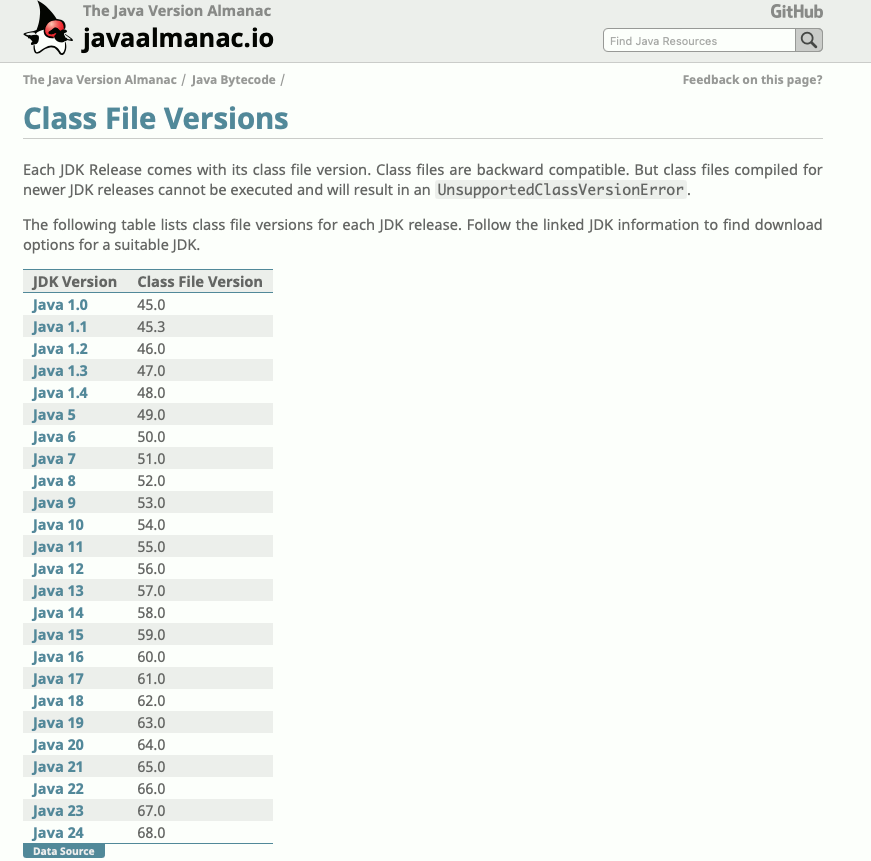 The Java Version Almanac
javaalmanac.io
GitHub
Find Java Resources
The Java Version Almanac / Java Bytecode /
Feedback on this page?
Class File Versions
Each JDK Release comes with its class file version. Class files are backward compatible. But class files compiled for
newer JDK releases cannot be executed and will result in an UnsupportedClassVersionError.
The following table lists class file versions for each JDK release. Follow the linked JDK information to find download
options for a suitable JDK.
JDK Version Class File Version
Java 1.0 45.0
Java 1.1 45.3
Java 1.2 46.0
Java 1.3 47.0
Java 1.4 48.0
Java 5 49.0
Java 6 50.0
Java 7 51.0
Java 8 52.0
Java 9 53.0
Java 10 54.0
Java 11 55.0
Java 12 56.0
Java 13 57.0
Java 14 58.0
Java 15 59.0
Java 16 60.0
Java 17 61.0
Java 18 62.0
Java 19 63.0
Java 20 64.0
Java 21 65.0
Java 22 66.0
Java 23 67.0
Java 24 68.0
Data Source